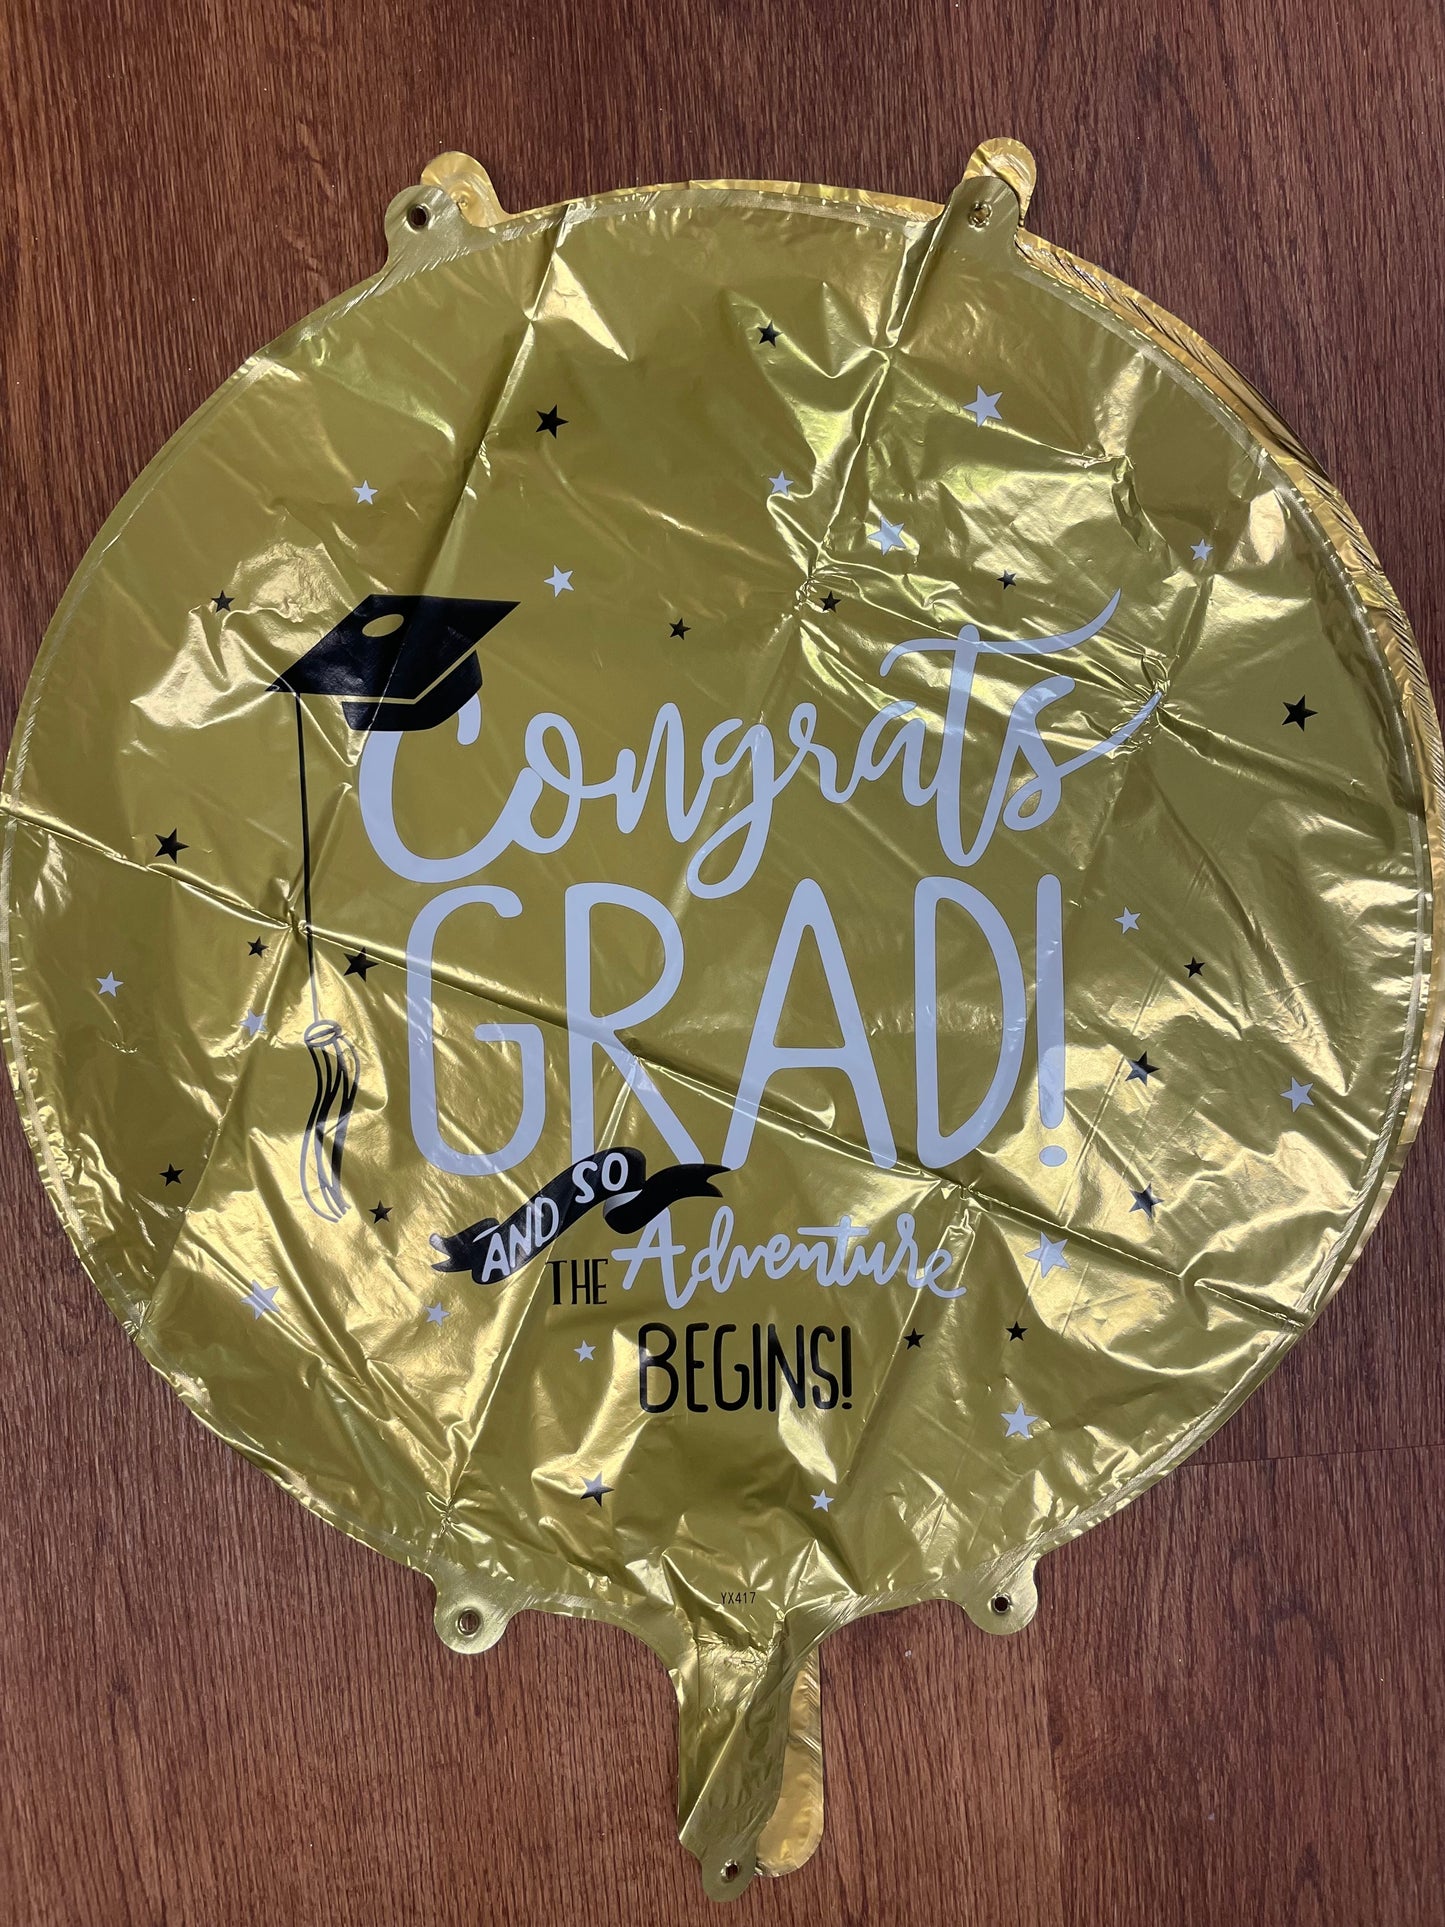 Congrats
GRAD!
AND SO
THE Adventure
BEGINS!
YX417